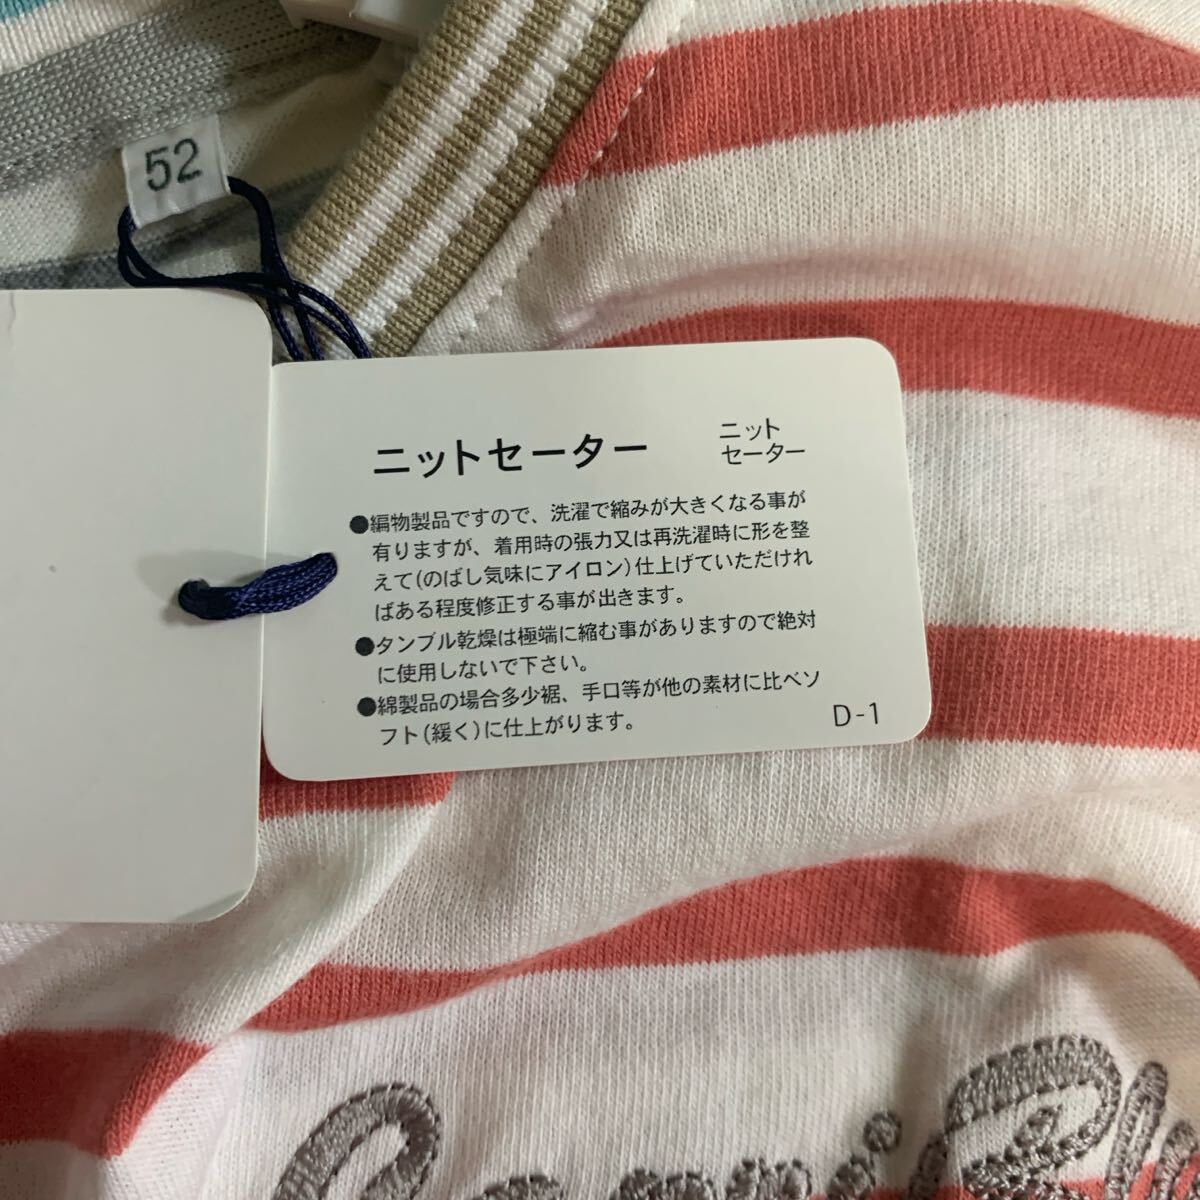 52
ニットセーター
ニット
セーター
●編物製品ですので、洗濯で縮みが大きくなる事が
有りますが、着用時の張力又は再洗濯時に形を整
えて(のばし気味にアイロン)仕上げていただけれ
ばある程度修正する事が出きます。
●タンブル乾燥は極端に縮む事がありますので絶対
に使用しないで下さい。
●綿製品の場合多少裾、手口等が他の素材に比べソ
フト(緩く)に仕上がります。
D-1